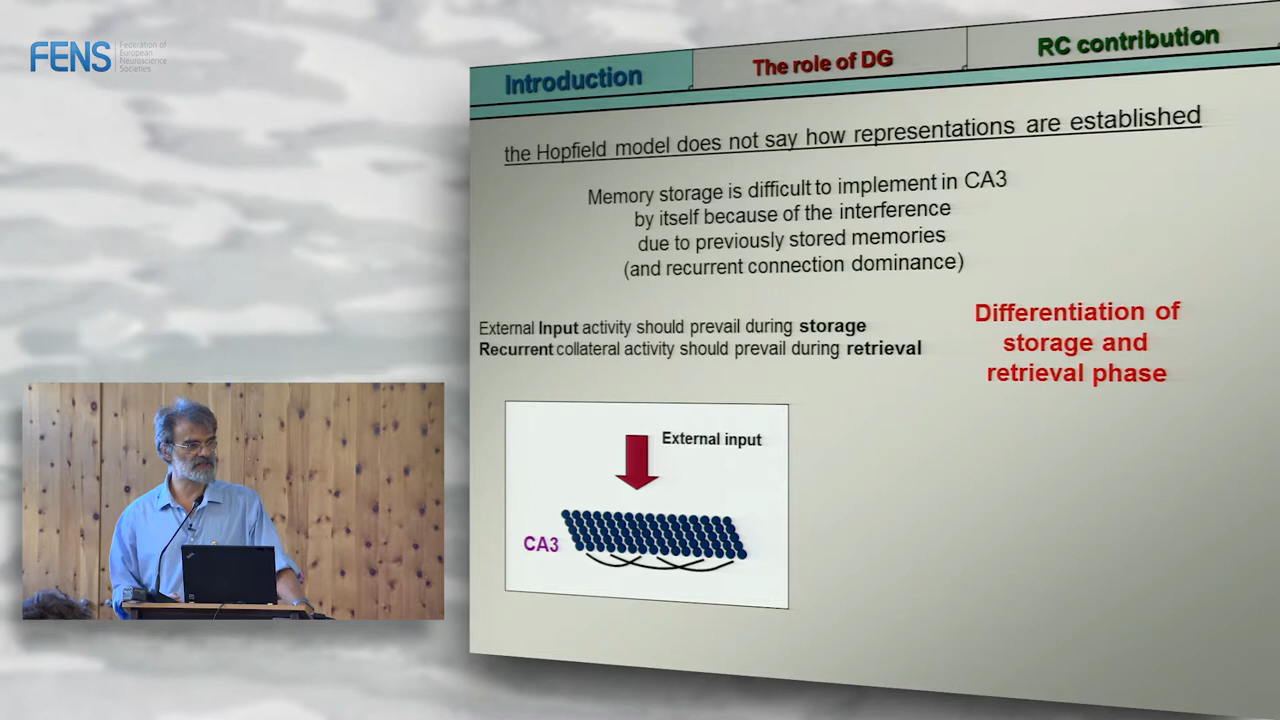 FENS
Federation of
European
Neuroscience
Societies
Introduction
The role of DG
RC contribution
the Hopfield model does not say how representations are established
Memory storage is difficult to implement in CA3
by itself because of the interference
due to previously stored memories
(and recurrent connection dominance)
External Input activity should prevail during storage
Recurrent collateral activity should prevail during retrieval
Differentiation of
storage and
retrieval phase
External input
CA3